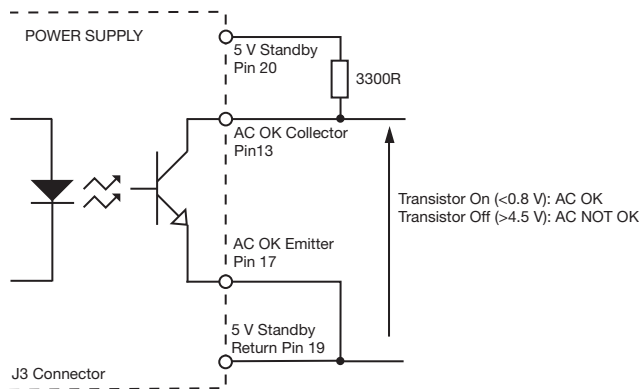 POWER SUPPLY
5 V Standby
Pin 20
3300R
AC OK Collector
Pin13
Transistor On (<0.8 V): AC OK
Transistor Off (>4.5 V): AC NOT OK
AC OK Emitter
Pin 17
5 V Standby
Return Pin 19
J3 Connector